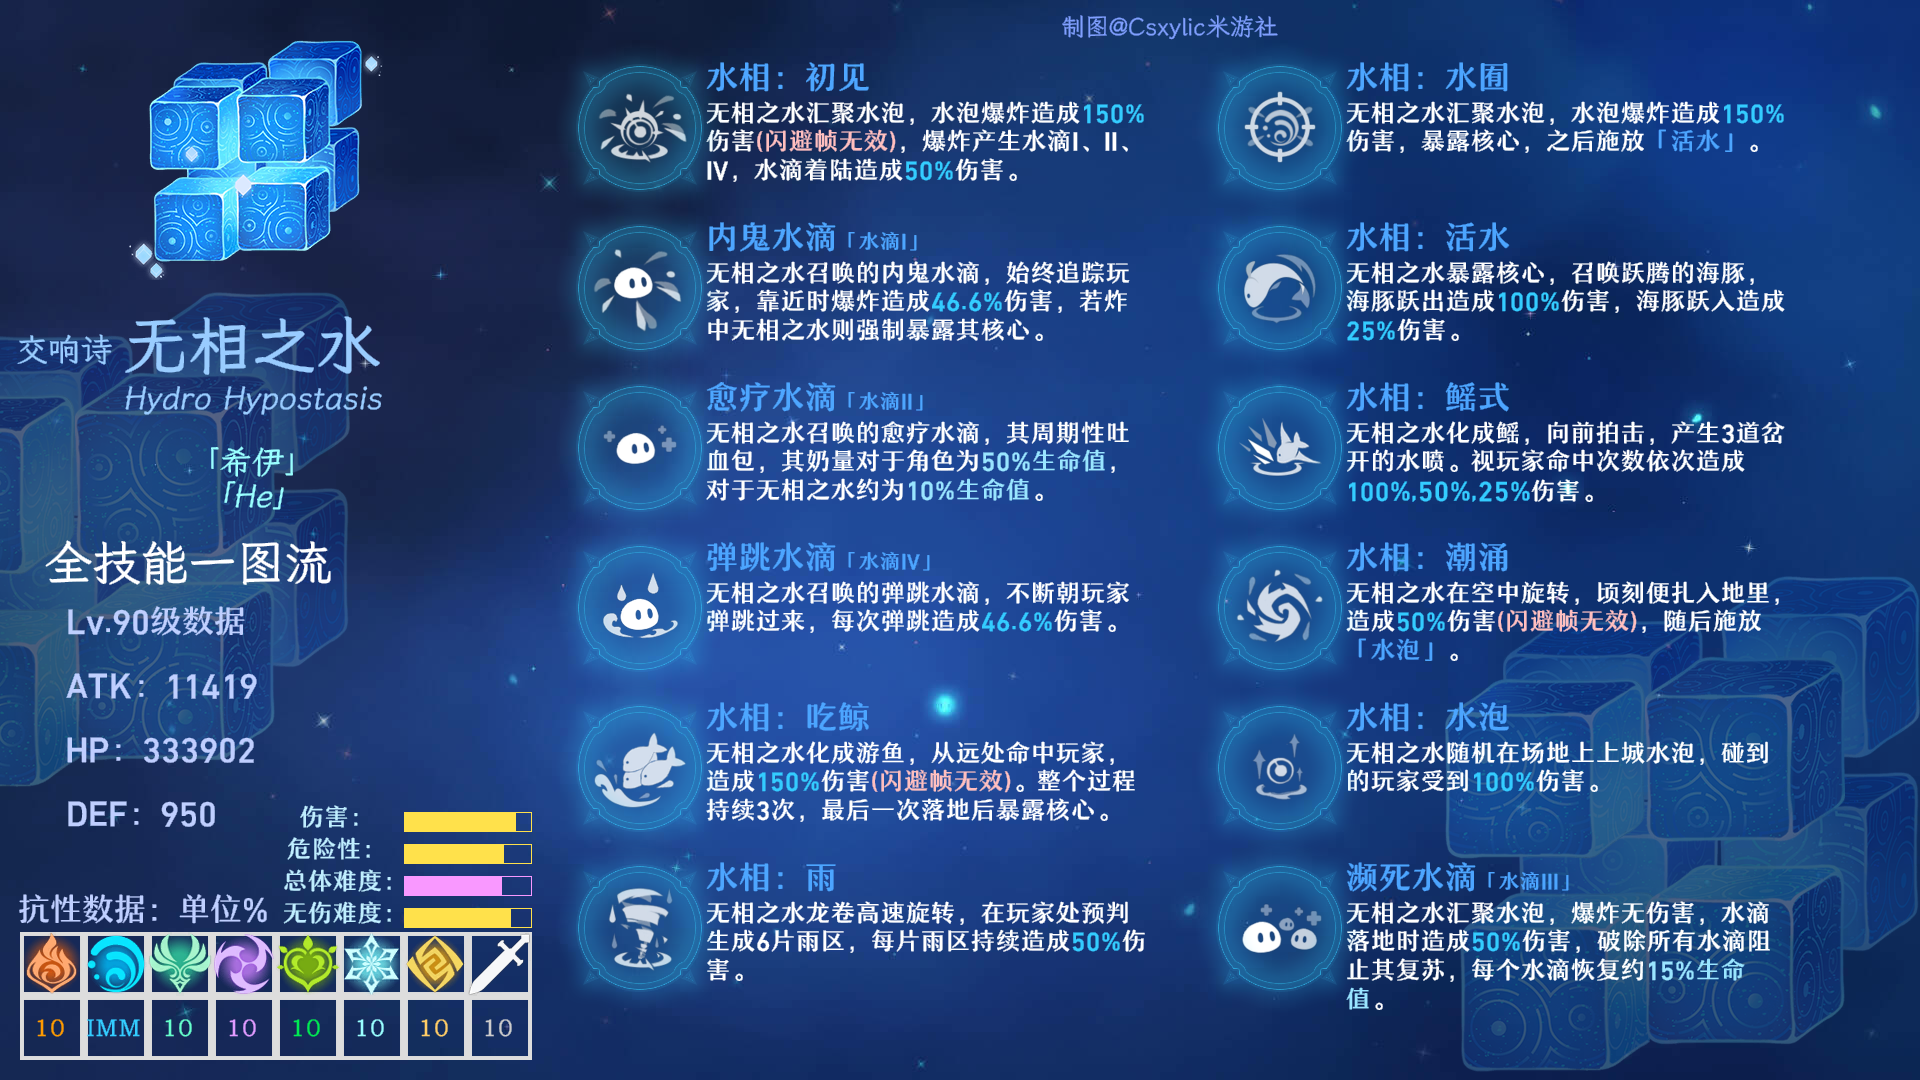 制图@Csxylic米游社
交响诗 无相之水
Hydro Hypostasis
「希伊」
「He」
全技能一图流
Lv.90级数据
ATK：11419
HP：333902
DEF：950
伤害：
危险性：
总体难度：
无伤难度：
抗性数据：单位%
10 IMM 10 10 10 10 10 10
水相：初见
无相之水汇聚水泡，水泡爆炸造成150%
伤害(闪避帧无效)，爆炸产生水滴I、II、
IV，水滴着陆造成50%伤害。
内鬼水滴「水滴I」
无相之水召唤的内鬼水滴，始终追踪玩
家，靠近时爆炸造成46.6%伤害，若炸
中无相之水则强制暴露其核心。
愈疗水滴「水滴II」
无相之水召唤的愈疗水滴，其周期性吐
血包，其奶量对于角色为50%生命值，
对于无相之水约为10%生命值。
弹跳水滴「水滴IV」
无相之水召唤的弹跳水滴，不断朝玩家
弹跳过来，每次弹跳造成46.6%伤害。
水相：吃鲸
无相之水化成游鱼，从远处命中玩家，
造成150%伤害(闪避帧无效)。整个过程
持续3次，最后一次落地后暴露核心。
水相：雨
无相之水龙卷高速旋转，在玩家处预判
生成6片雨区，每片雨区持续造成50%伤
害。
水相：水囿
无相之水汇聚水泡，水泡爆炸造成150%
伤害，暴露核心，之后施放「活水」。
水相：活水
无相之水暴露核心，召唤跃腾的海豚，
海豚跃出造成100%伤害，海豚跃入造成
25%伤害。
水相：鳐式
无相之水化成鳐，向前拍击，产生3道岔
开的水喷。视玩家命中次数依次造成
100%,50%,25%伤害。
水相：潮涌
无相之水在空中旋转，顷刻便扎入地里，
造成50%伤害(闪避帧无效)，随后施放
「水泡」。
水相：水泡
无相之水随机在场地上上城水泡，碰到
的玩家受到100%伤害。
濒死水滴「水滴III」
无相之水汇聚水泡，爆炸无伤害，水滴
落地时造成50%伤害，破除所有水滴阻
止其复苏，每个水滴恢复约15%生命
值。